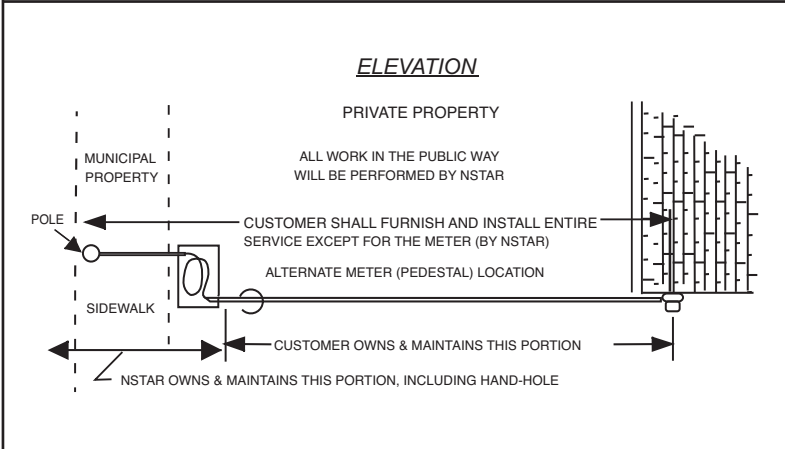 ELEVATION
PRIVATE PROPERTY
MUNICIPAL
PROPERTY
ALL WORK IN THE PUBLIC WAY
WILL BE PERFORMED BY NSTAR
POLE
CUSTOMER SHALL FURNISH AND INSTALL ENTIRE
SERVICE EXCEPT FOR THE METER (BY NSTAR)
ALTERNATE METER (PEDESTAL) LOCATION
SIDEWALK
CUSTOMER OWNS & MAINTAINS THIS PORTION
NSTAR OWNS & MAINTAINS THIS PORTION, INCLUDING HAND-HOLE